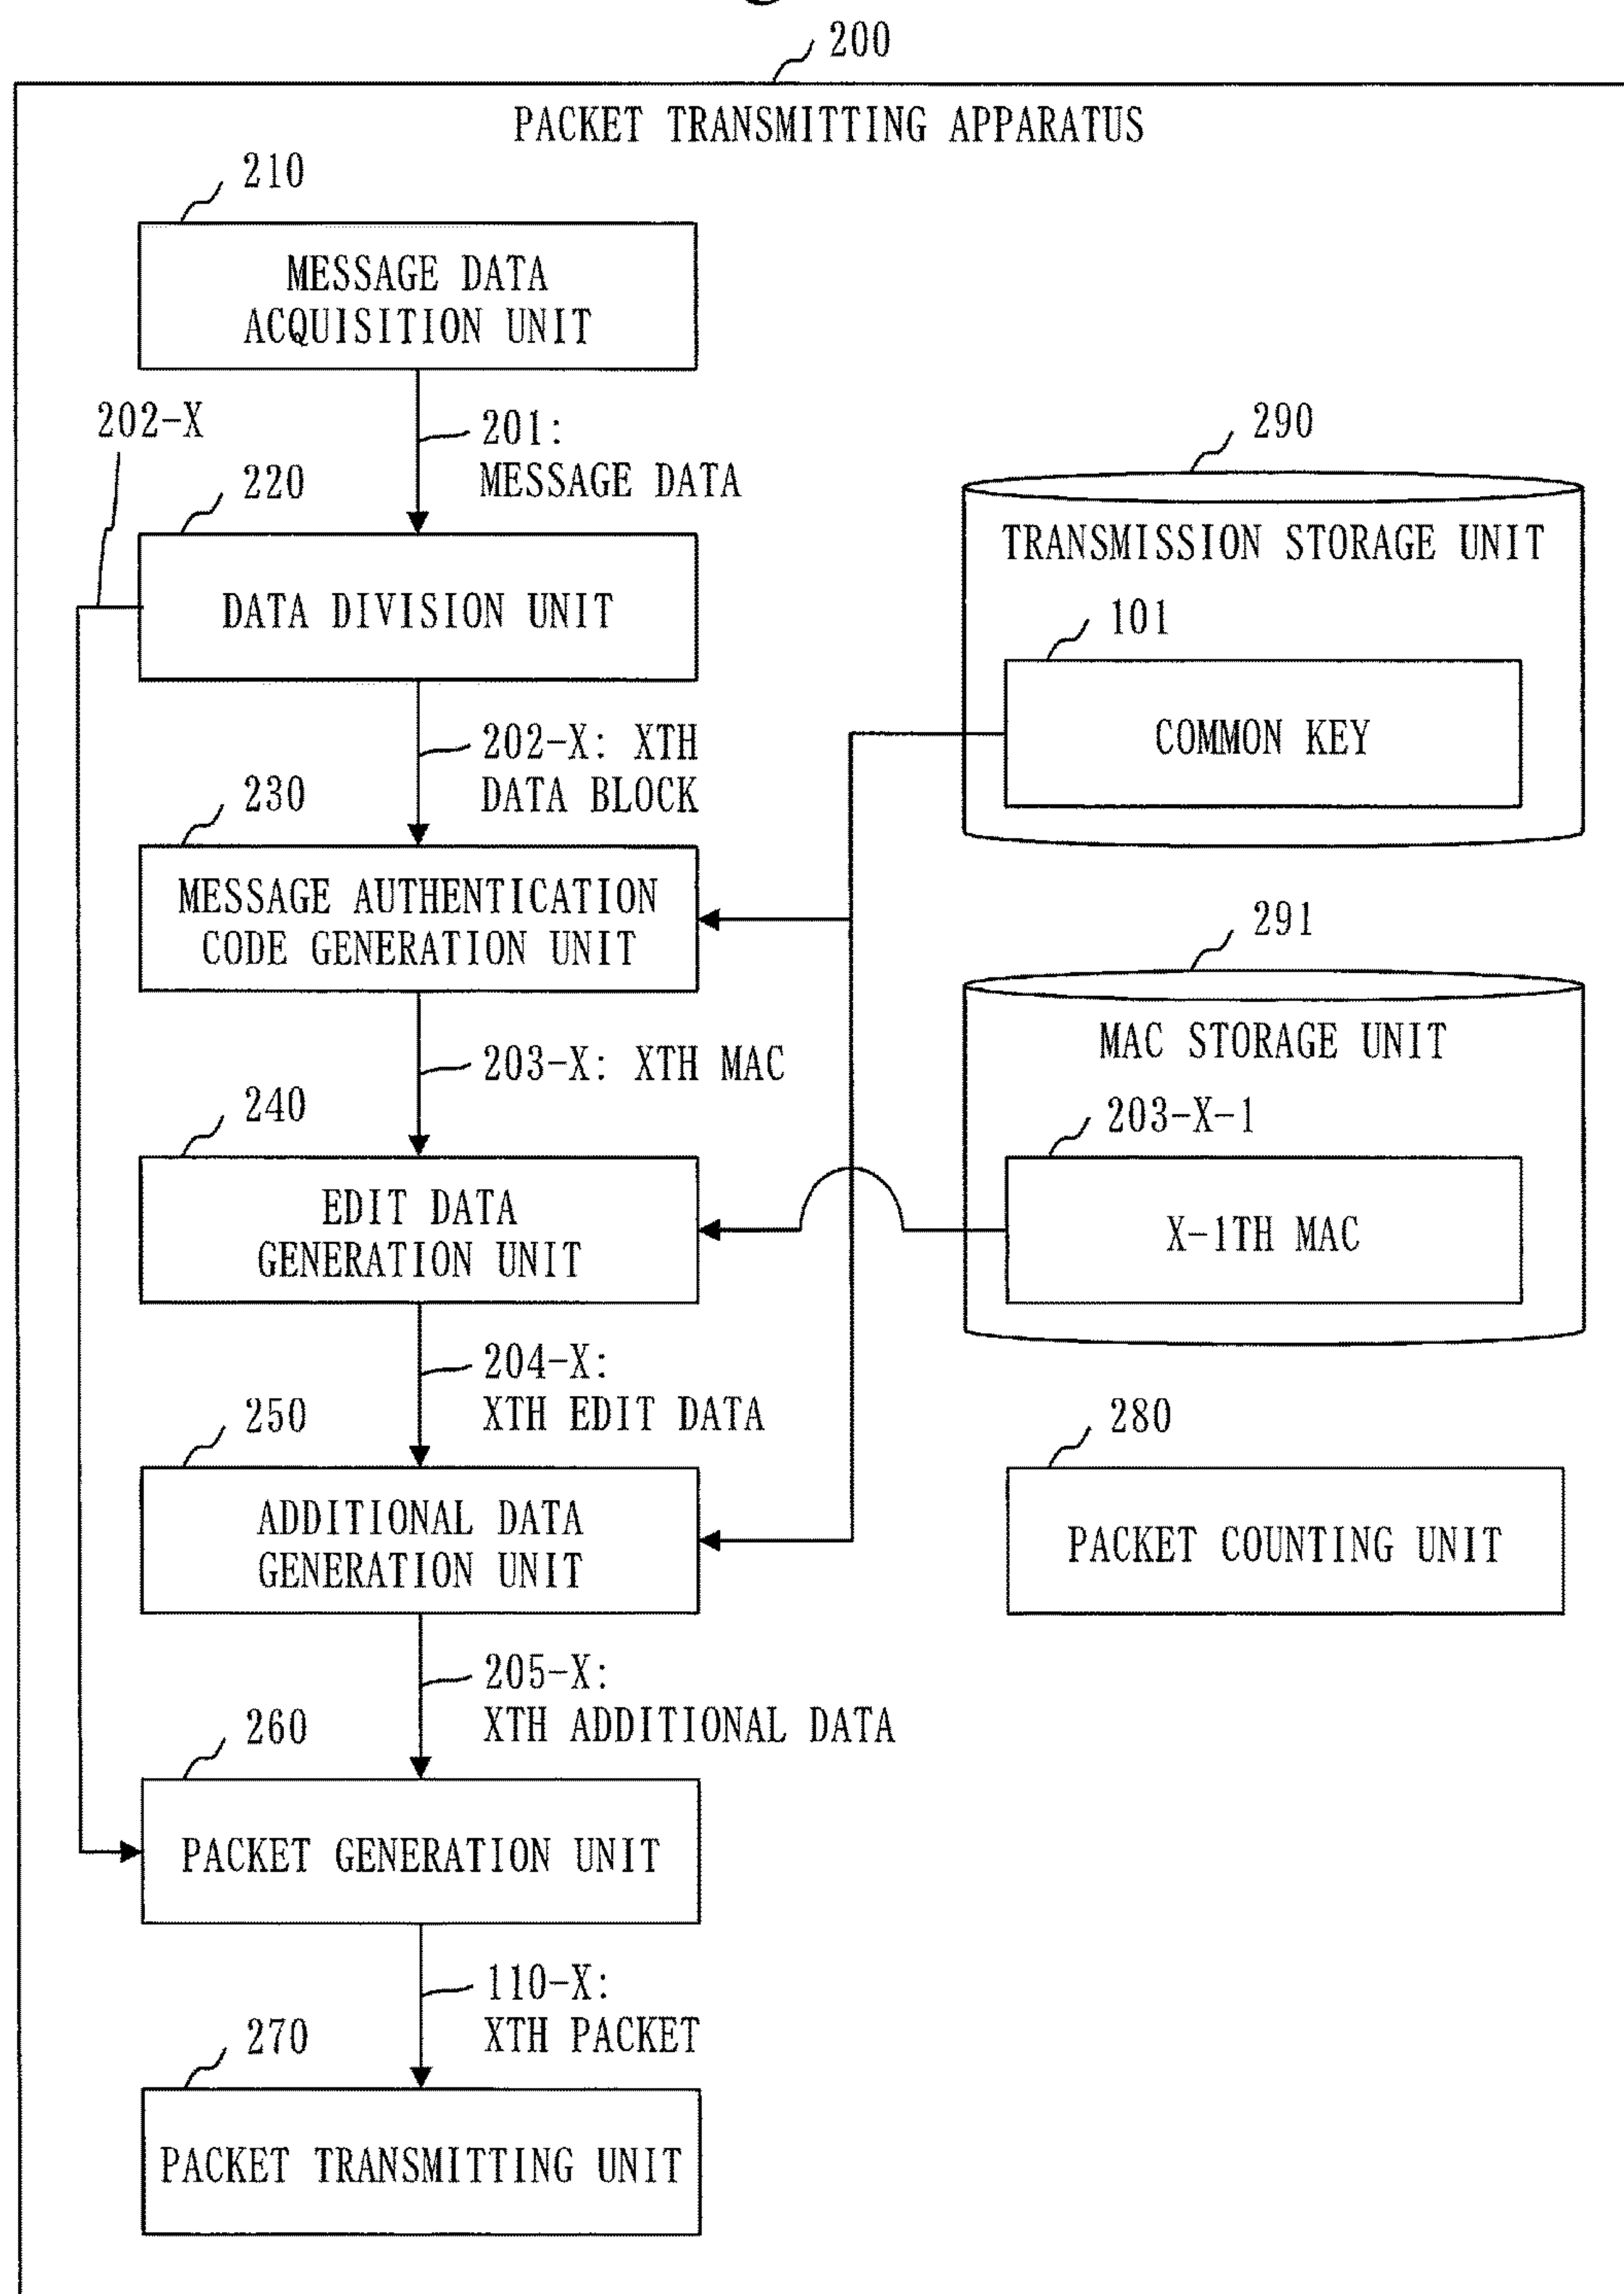 200
PACKET TRANSMITTING APPARATUS
210
MESSAGE DATA
ACQUISITION UNIT
202-X
201:
MESSAGE DATA
220
DATA DIVISION UNIT
202-X: XTH
DATA BLOCK
230
MESSAGE AUTHENTICATION
CODE GENERATION UNIT
203-X: XTH MAC
240
EDIT DATA
GENERATION UNIT
204-X:
XTH EDIT DATA
250
ADDITIONAL DATA
GENERATION UNIT
205-X:
XTH ADDITIONAL DATA
260
PACKET GENERATION UNIT
110-X:
XTH PACKET
270
PACKET TRANSMITTING UNIT
290
TRANSMISSION STORAGE UNIT
101
COMMON KEY
291
MAC STORAGE UNIT
203-X-1
X-1TH MAC
280
PACKET COUNTING UNIT